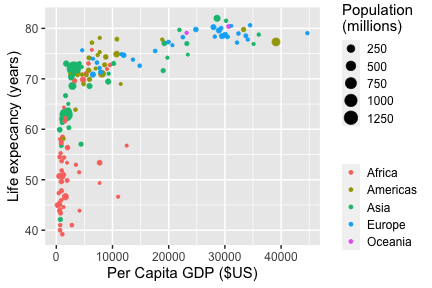 Population
(millions)
250
500
750
1000
1250
Africa
Americas
Asia
Europe
Oceania
Life expecancy (years)
80
70
60
50
40
0
10000
20000
30000
40000
Per Capita GDP ($US)